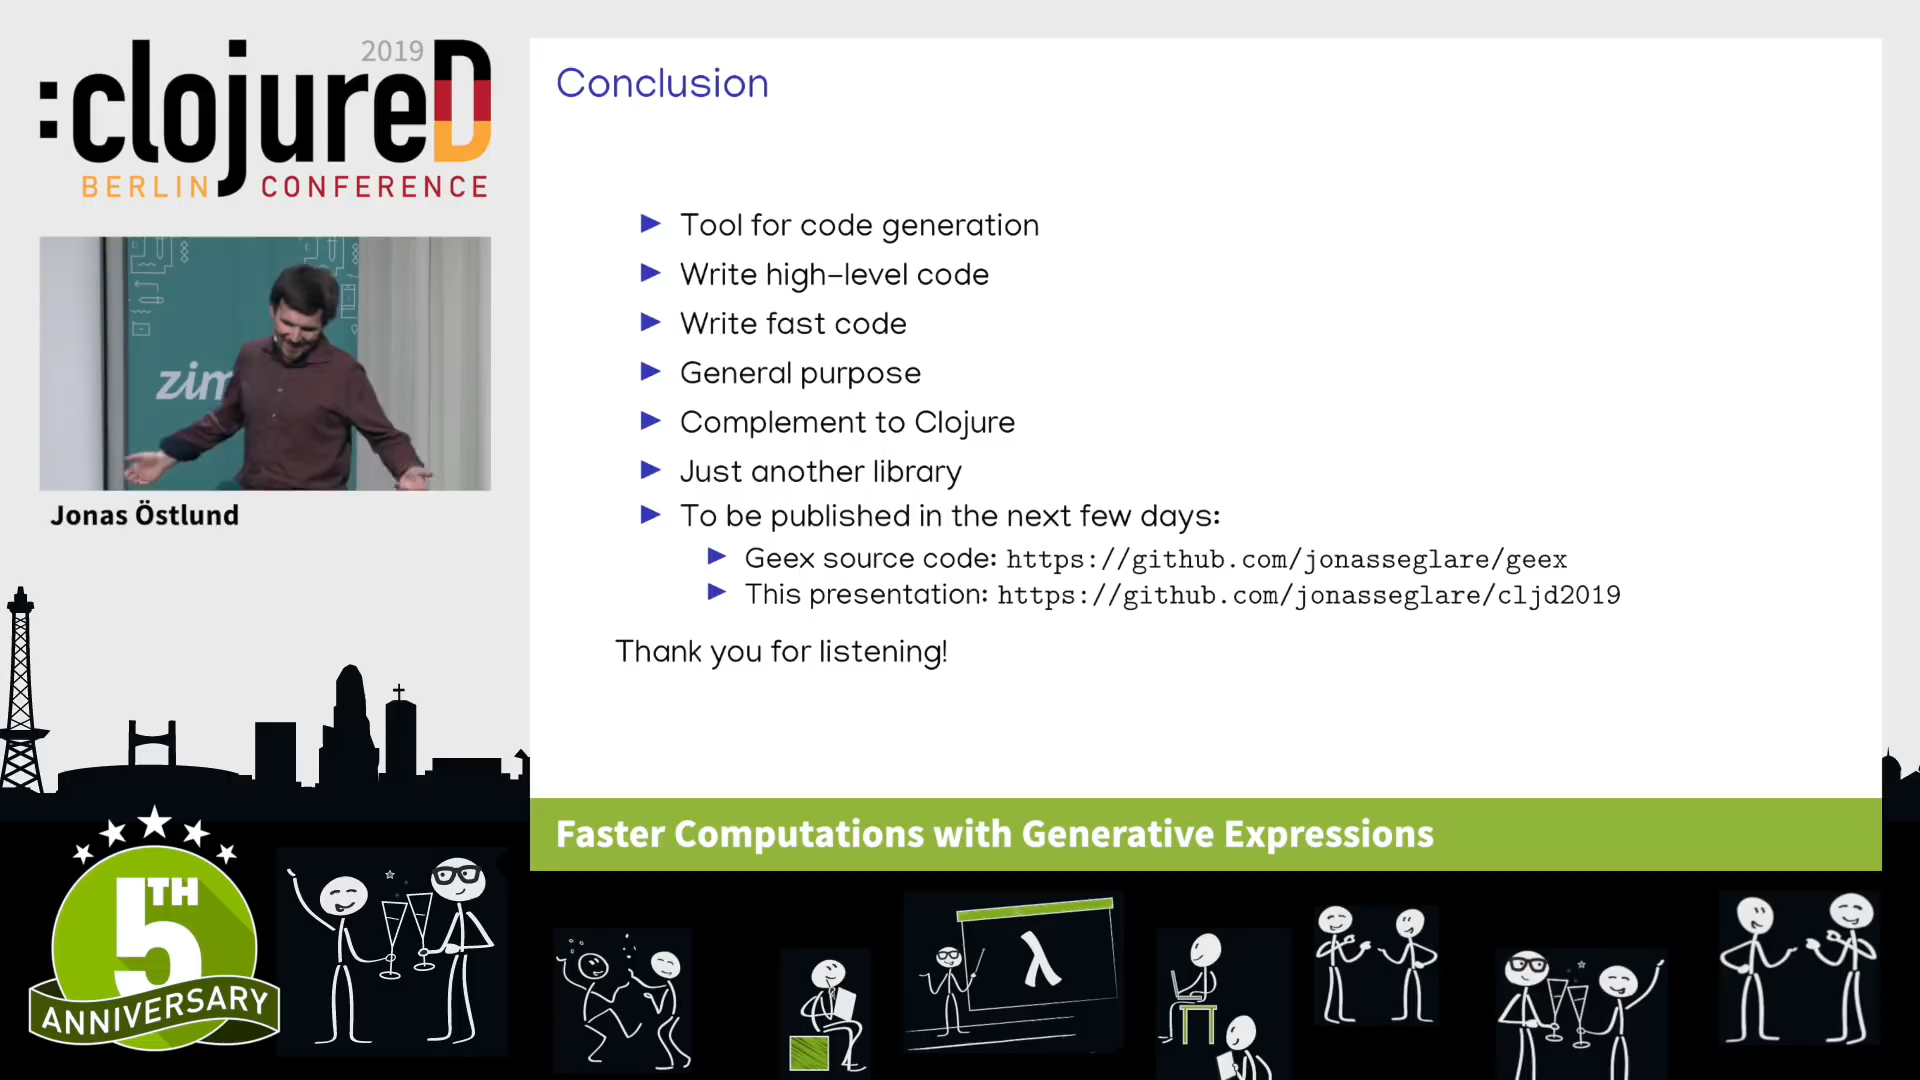 2019
:clojureD
BERLIN CONFERENCE
zim
Jonas Östlund
Conclusion
Tool for code generation
Write high-level code
Write fast code
General purpose
Complement to Clojure
Just another library
To be published in the next few days:
Geex source code: https://github.com/jonasseglare/geex
This presentation: https://github.com/jonasseglare/cljd2019
Thank you for listening!
Faster Computations with Generative Expressions
5TH
ANNIVERSARY
λ